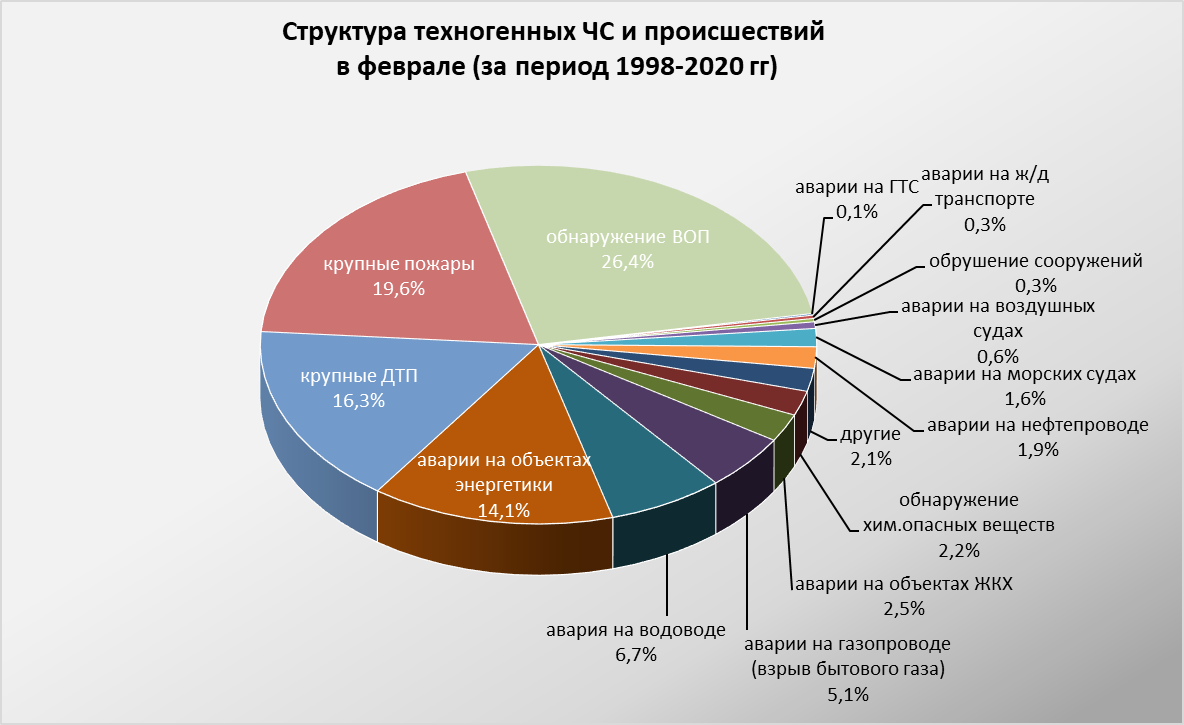 Структура техногенных ЧС и происшествий
в феврале (за период 1998-2020 гг)
обнаружение ВОП
26,4%
аварии на ГТС
0,1%
аварии на ж/д
транспорте
0,3%
обрушение сооружений
0,3%
аварии на воздушных
судах
0,6%
аварии на морских судах
1,6%
аварии на нефтепроводе
1,9%
другие
2,1%
обнаружение
хим.опасных веществ
2,2%
аварии на объектах ЖКХ
2,5%
аварии на газопроводе
(взрыв бытового газа)
5,1%
авария на водоводе
6,7%
аварии на объектах
энергетики
14,1%
крупные ДТП
16,3%
крупные пожары
19,6%